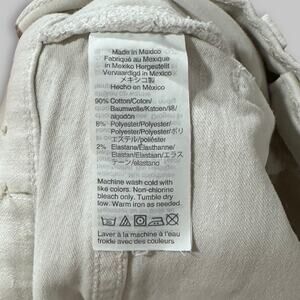 Made in Mexico
Fabriqué au Mexique
in Mexiko Hergestellt
Vervaardigd in Mexico
メキシコ製
Hecho en México
90% Cotton/Coton/
Baumwolle/Katoen/綿/
algodón
8% Polyester/Polyester/
Polyester/Polyester/ポリ
エステル/poliéster
2% Elastane/Élasthanne/
Elastan/Elastaan/エラス
テーン/elastano
Machine wash cold with
like colors. Non-chlorine
bleach only. Tumble dry
low. Warm iron as needed.
Laver à la machine à l'eau
froide avec des couleurs